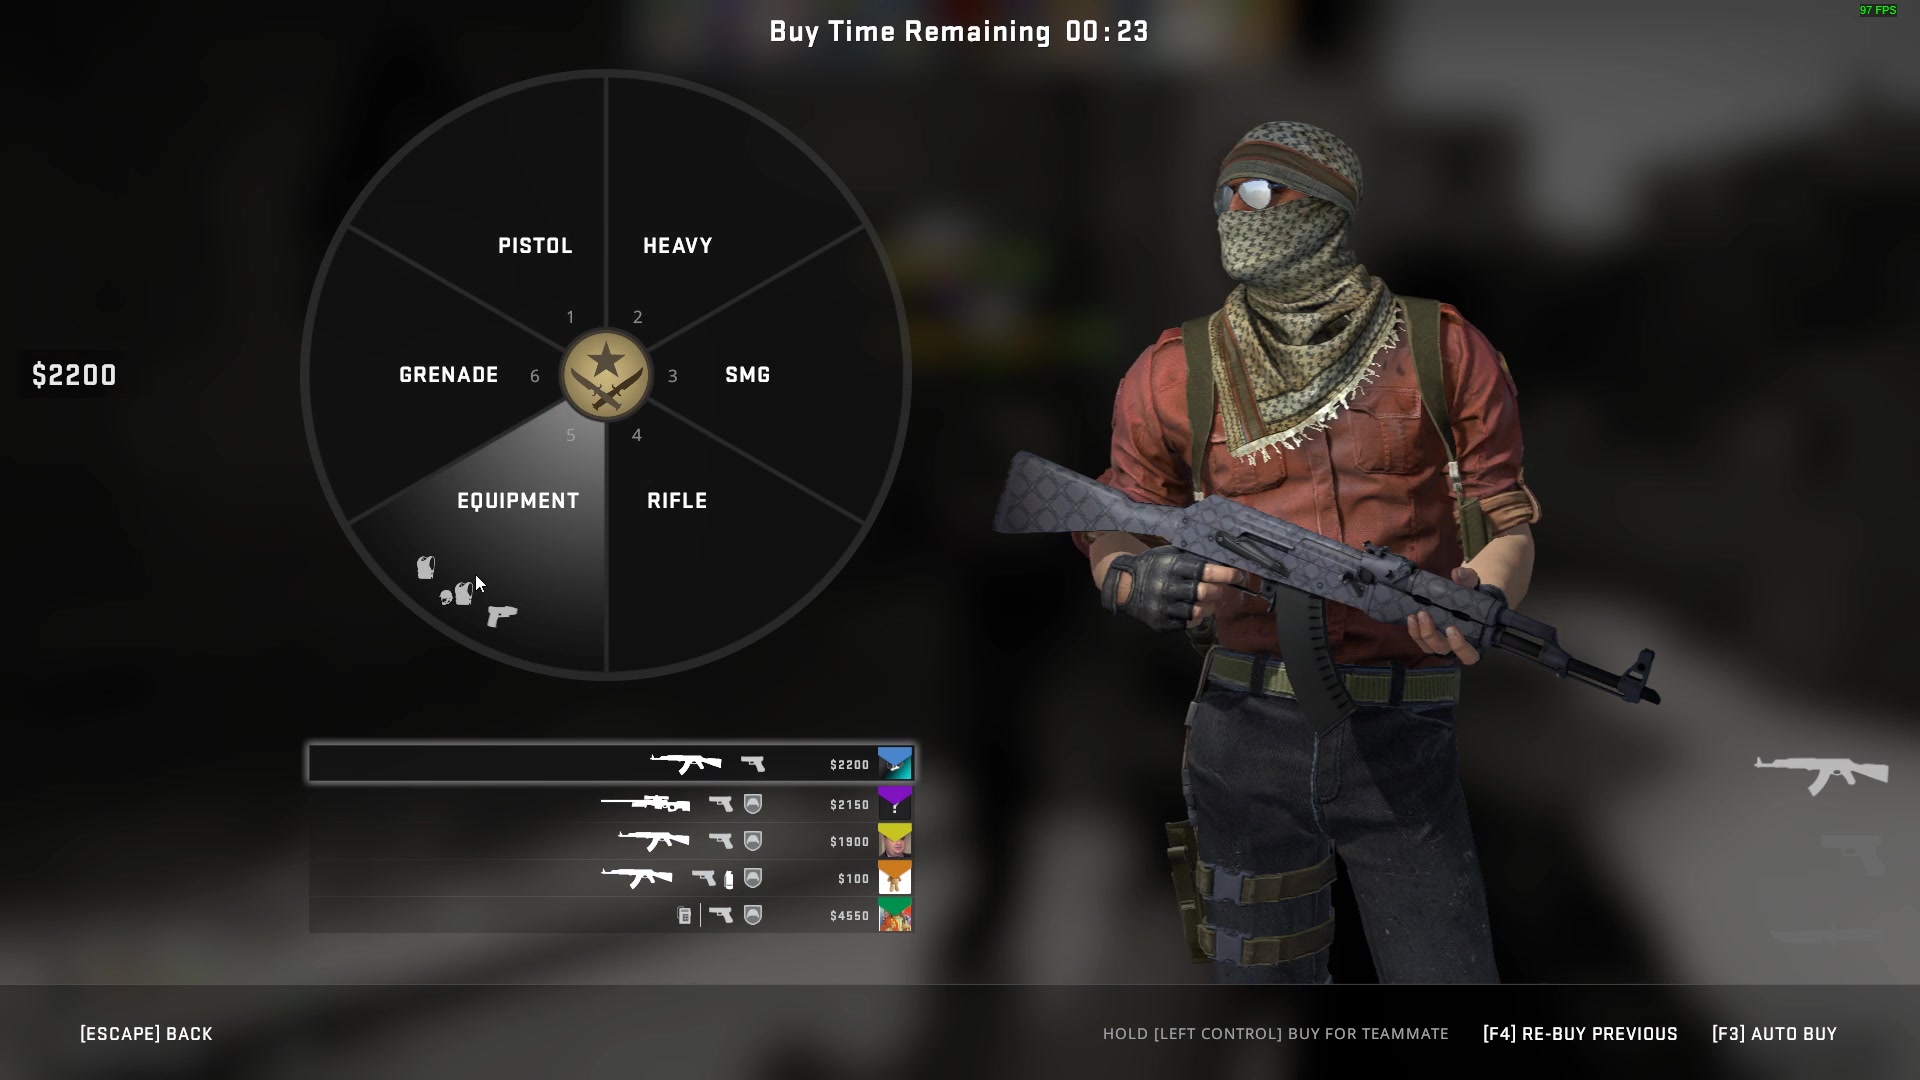 97 FPS
Buy Time Remaining 00:23
PISTOL
HEAVY
1
2
$2200
GRENADE
6
3
SMG
5
4
EQUIPMENT
RIFLE
$2200
$2150
$1900
$100
$4550
[ESCAPE] BACK
HOLD [LEFT CONTROL] BUY FOR TEAMMATE
[F4] RE-BUY PREVIOUS
[F3] AUTO BUY